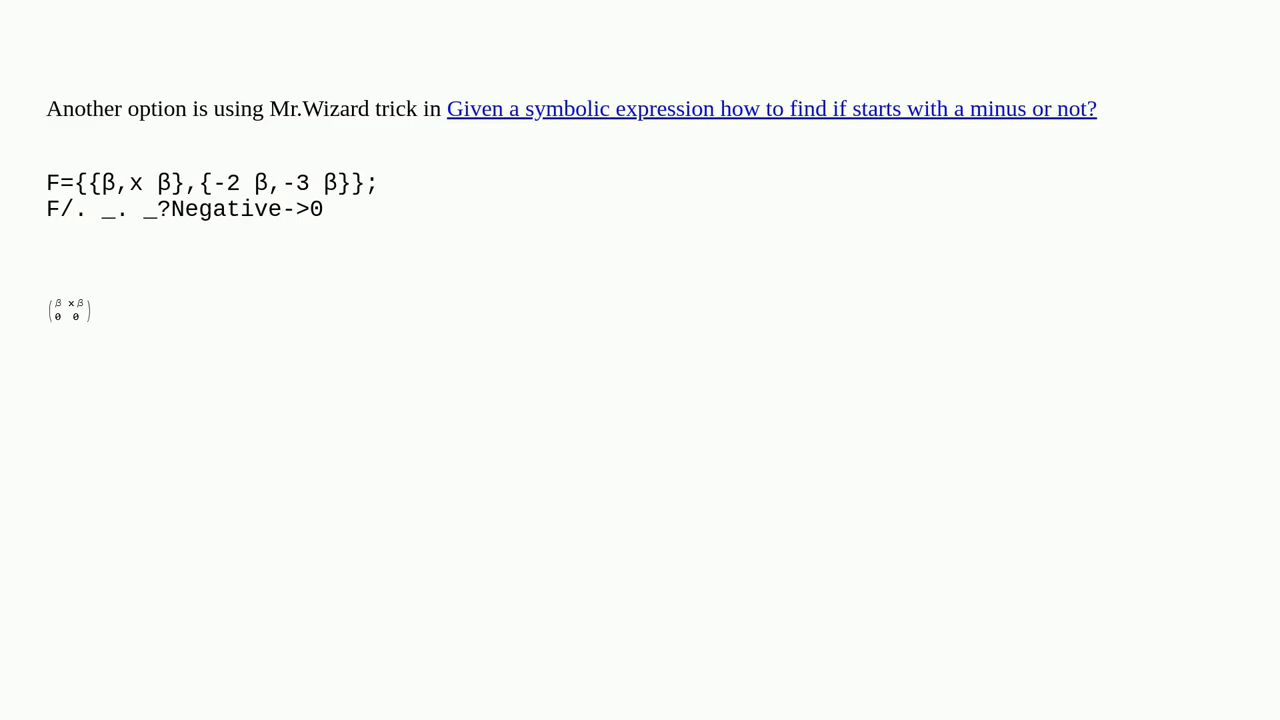 Another option is using Mr.Wizard trick in Given a symbolic expression how to find if starts with a minus or not?
F={{β,x β},{-2 β,-3 β}};
F/. _. _?Negative->0
β x β
0 0